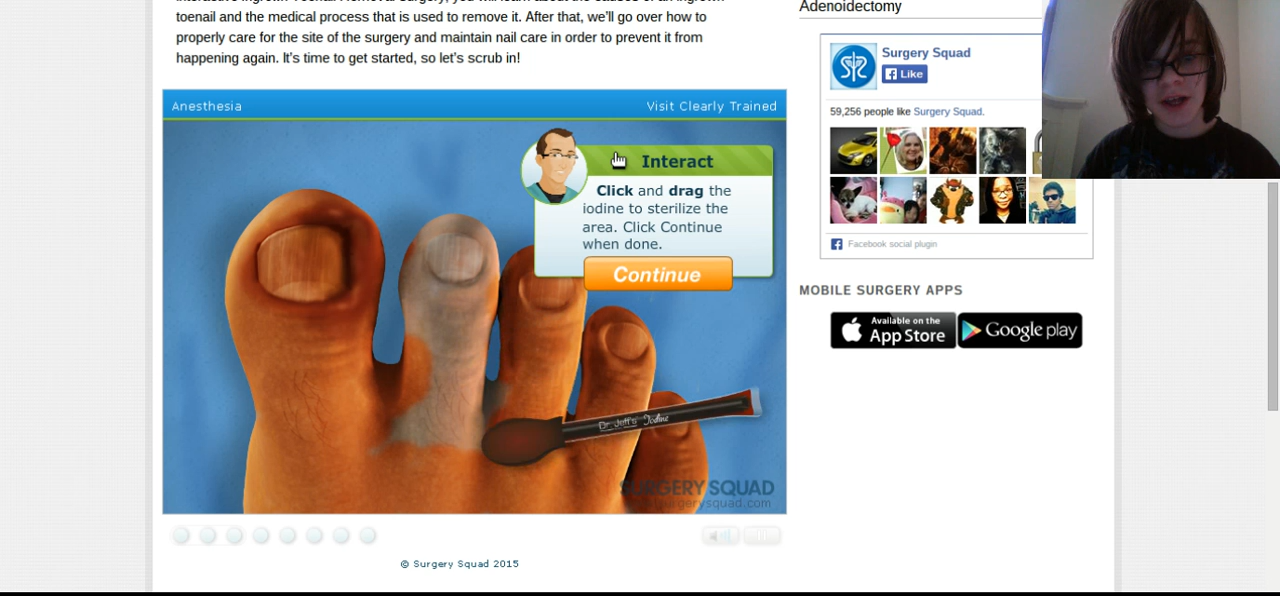 toenail and the medical process that is used to remove it. After that, we'll go over how to
properly care for the site of the surgery and maintain nail care in order to prevent it from
happening again. It's time to get started, so let's scrub in!
Anesthesia
Visit Clearly Trained
Interact
Click and drag the
iodine to sterilize the
area. Click Continue
when done.
Continue
Dr. Jeff's Iodine
SURGERY SQUAD
surgerysquad.com
© Surgery Squad 2015
Adenoidectomy
Surgery Squad
Like
59,256 people like Surgery Squad.
Facebook social plugin
MOBILE SURGERY APPS
Available on the
App Store
Google play